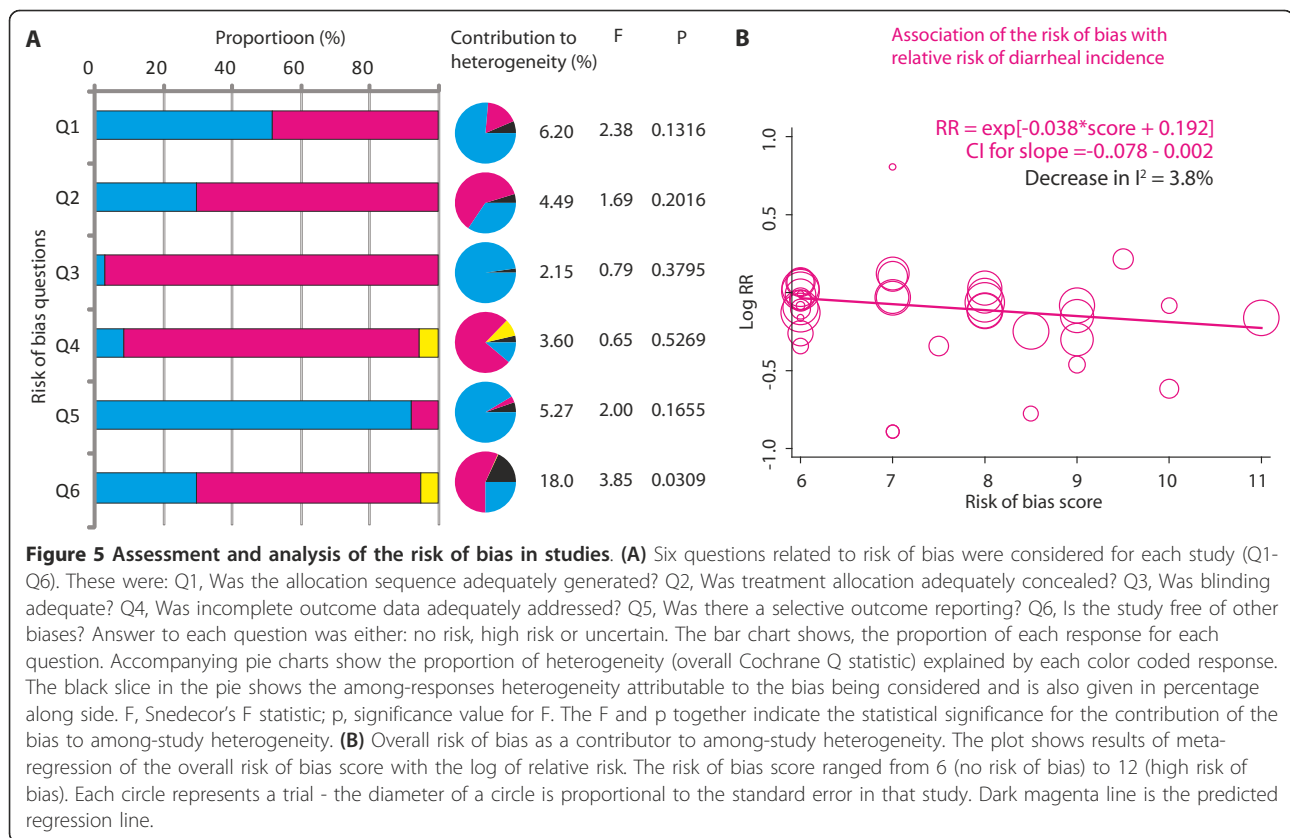 A
Proportioon (%)
Contribution to
heterogeneity (%)
F
P
0 20 40 60 80
Risk of bias questions
Q1 6.20 2.38 0.1316
Q2 4.49 1.69 0.2016
Q3 2.15 0.79 0.3795
Q4 3.60 0.65 0.5269
Q5 5.27 2.00 0.1655
Q6 18.0 3.85 0.0309
B
Association of the risk of bias with
relative risk of diarrheal incidence
RR = exp[-0.038*score + 0.192]
CI for slope =-0..078 - 0.002
Decrease in I² = 3.8%
Log RR
1.0
0.5
-0.5
-1.0
6 7 8 9 10 11
Risk of bias score
Figure 5 Assessment and analysis of the risk of bias in studies. (A) Six questions related to risk of bias were considered for each study (Q1-
Q6). These were: Q1, Was the allocation sequence adequately generated? Q2, Was treatment allocation adequately concealed? Q3, Was blinding
adequate? Q4, Was incomplete outcome data adequately addressed? Q5, Was there a selective outcome reporting? Q6, Is the study free of other
biases? Answer to each question was either: no risk, high risk or uncertain. The bar chart shows, the proportion of each response for each
question. Accompanying pie charts show the proportion of heterogeneity (overall Cochrane Q statistic) explained by each color coded response.
The black slice in the pie shows the among-responses heterogeneity attributable to the bias being considered and is also given in percentage
along side. F, Snedecor's F statistic; p, significance value for F. The F and p together indicate the statistical significance for the contribution of the
bias to among-study heterogeneity. (B) Overall risk of bias as a contributor to among-study heterogeneity. The plot shows results of meta-
regression of the overall risk of bias score with the log of relative risk. The risk of bias score ranged from 6 (no risk of bias) to 12 (high risk of
bias). Each circle represents a trial - the diameter of a circle is proportional to the standard error in that study. Dark magenta line is the predicted
regression line.